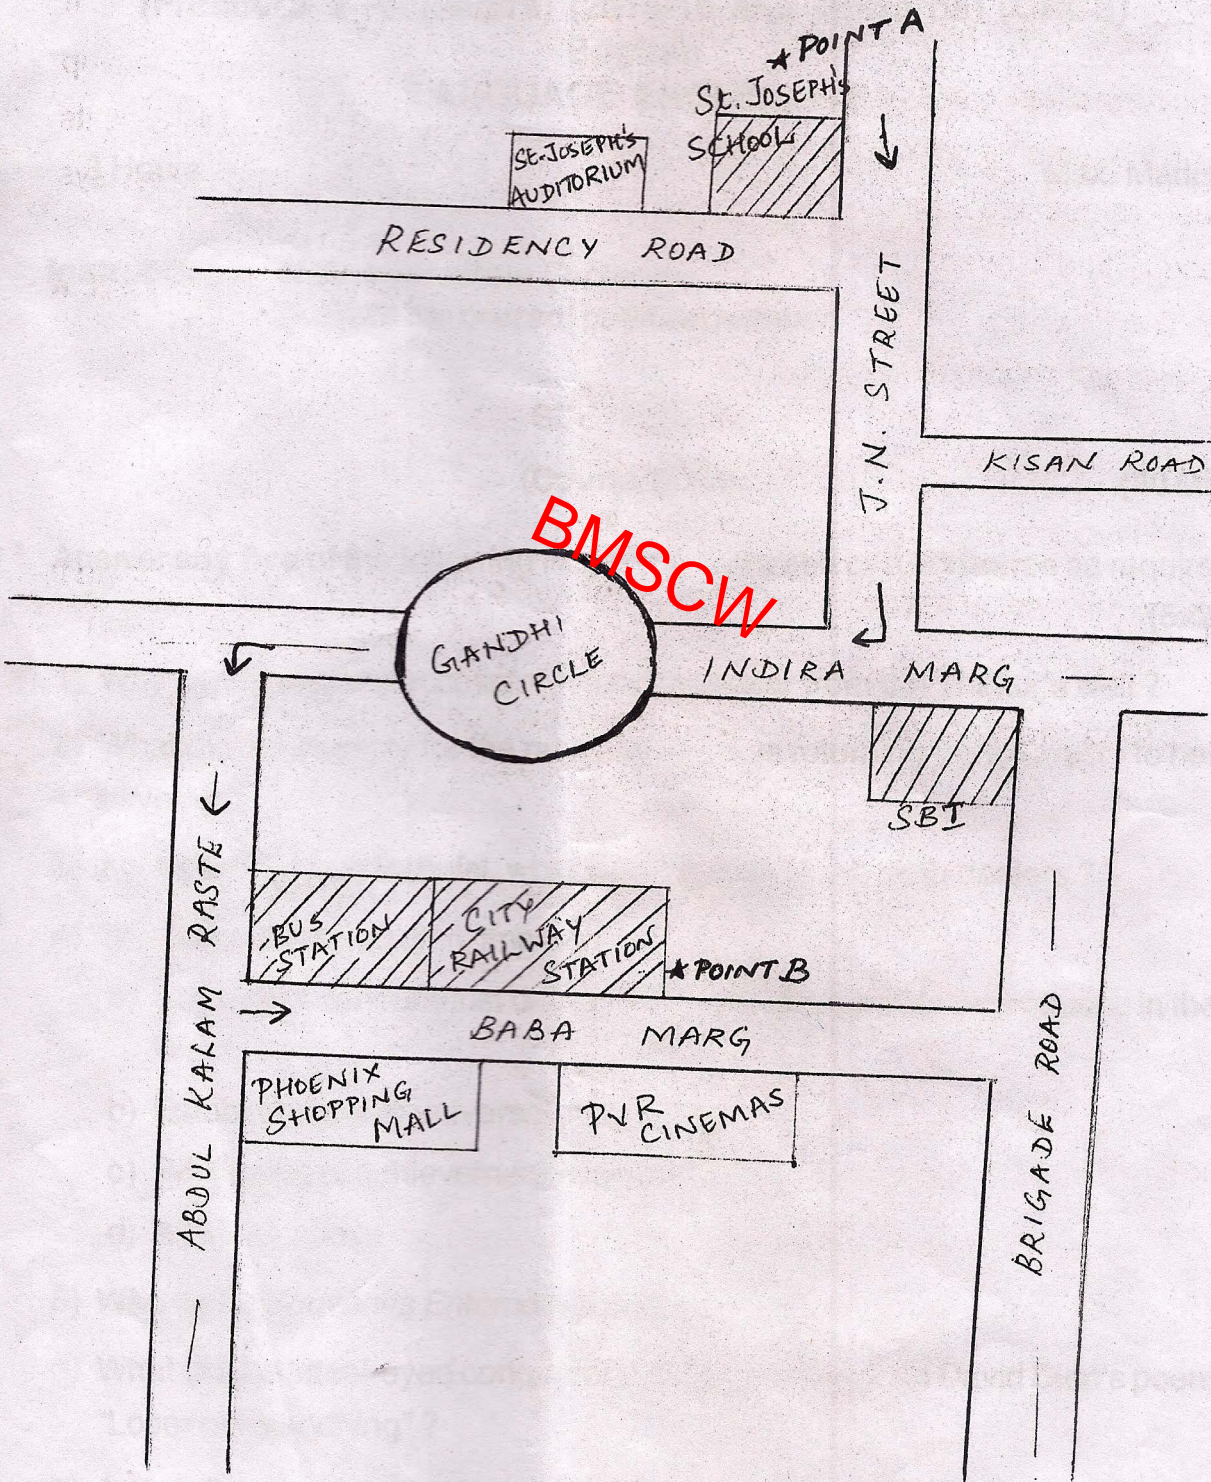 ★ POINT A
St. JOSEPH'S
SCHOOL
St. JOSEPH'S
AUDITORIUM
RESIDENCY ROAD
J.N. STREET
KISAN ROAD
BMSCW
GANDHI
CIRCLE
INDIRA MARG
SBI
BUS
STATION
CITY
RAILWAY
STATION
★ POINT B
ABDUL KALAM RASTE
BABA MARG
PHOENIX
SHOPPING
MALL
PVR
CINEMAS
BRIGADE ROAD